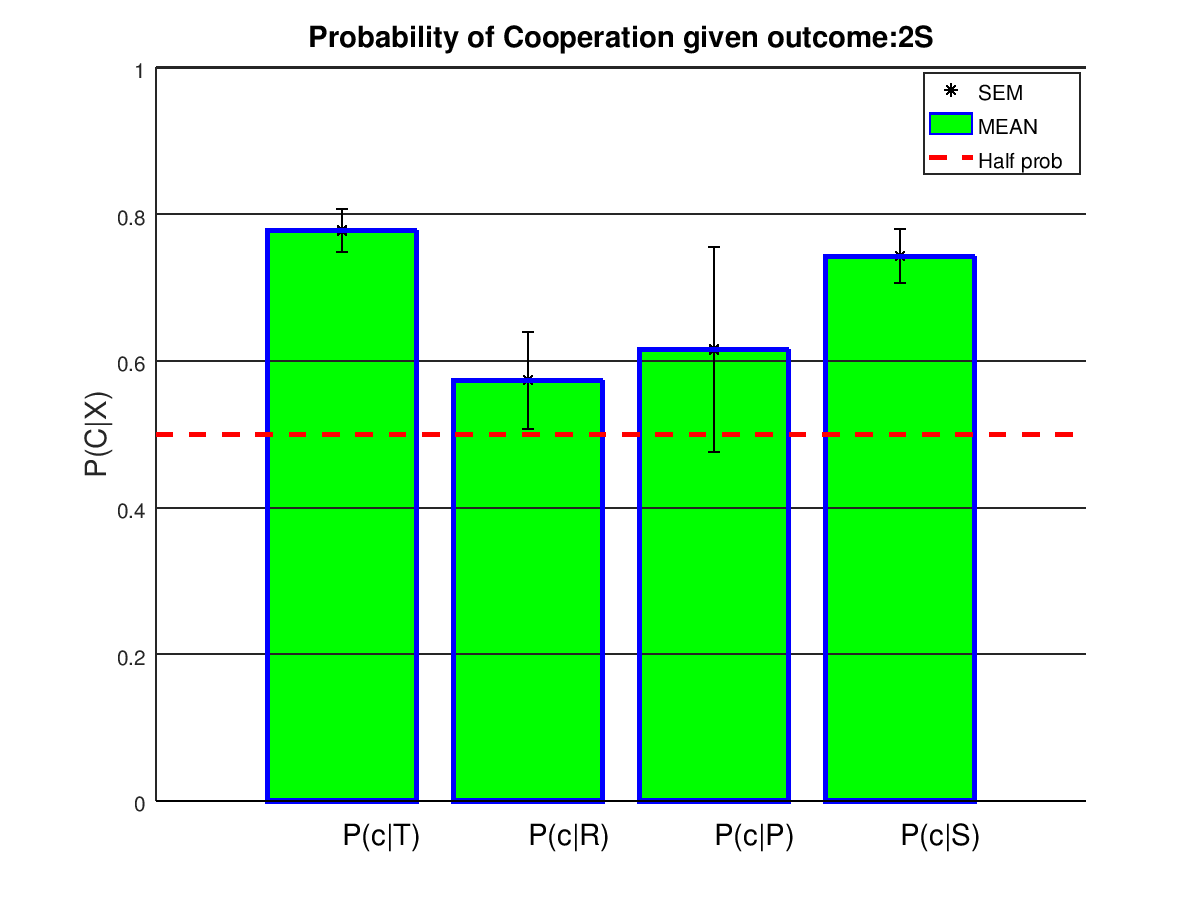 Probability of Cooperation given outcome:2S
SEM
MEAN
Half prob
P(C|X)
1
0.8
0.6
0.4
0.2
0
P(c|T) P(c|R) P(c|P) P(c|S)